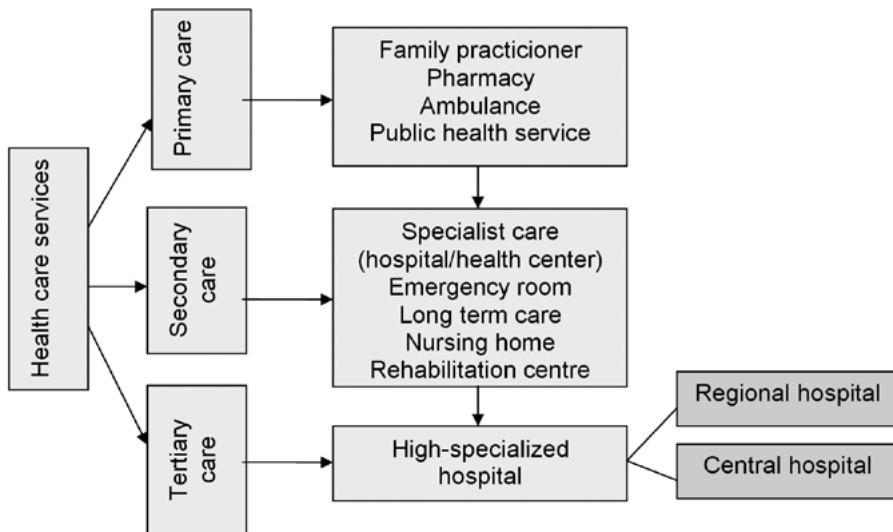 Health care services
Primary care
Family practicioner
Pharmacy
Ambulance
Public health service
Secondary
care
Specialist care
(hospital/health center)
Emergency room
Long term care
Nursing home
Rehabilitation centre
Tertiary
care
High-specialized
hospital
Regional hospital
Central hospital